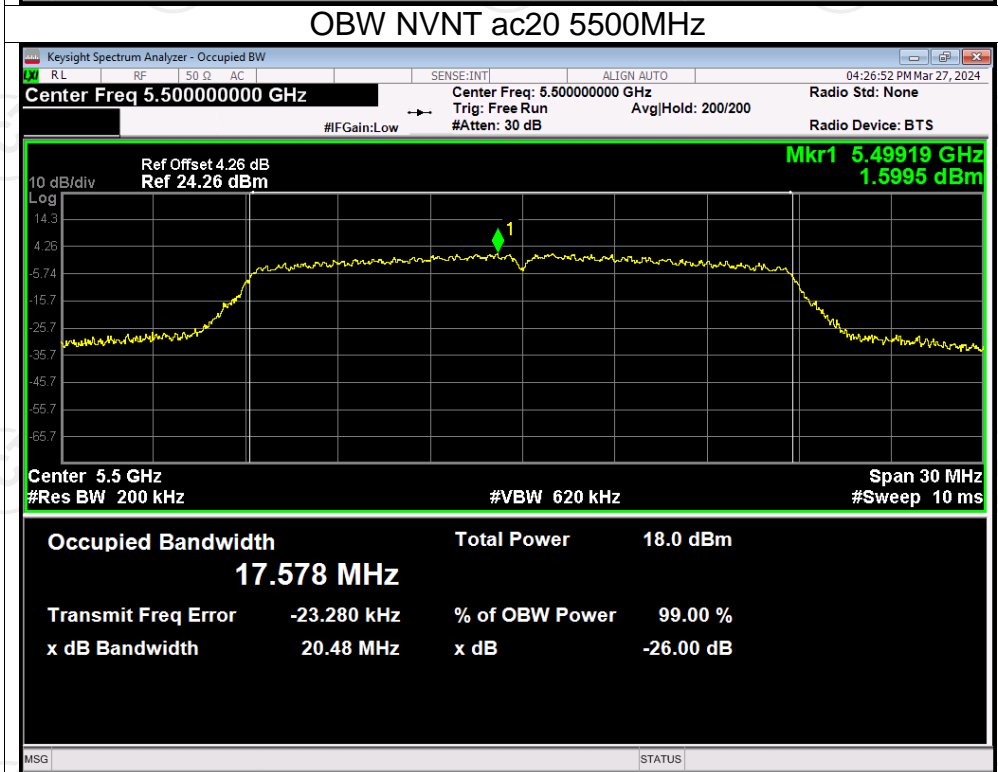 OBW NVNT ac20 5500MHz
Keysight Spectrum Analyzer - Occupied BW
LXI RL RF 50 Ω AC SENSE:INT ALIGN AUTO 04:26:52 PM Mar 27, 2024
Center Freq 5.500000000 GHz Center Freq: 5.500000000 GHz Radio Std: None
Trig: Free Run Avg|Hold: 200/200
#IFGain:Low #Atten: 30 dB Radio Device: BTS
Mkr1 5.49919 GHz
1.5995 dBm
Ref Offset 4.26 dB
10 dB/div Ref 24.26 dBm
Log
14.3
1
4.26
-5.74
-15.7
-25.7
-35.7
-45.7
-55.7
-65.7
Center 5.5 GHz Span 30 MHz
#Res BW 200 kHz #VBW 620 kHz #Sweep 10 ms
Occupied Bandwidth Total Power 18.0 dBm
17.578 MHz
Transmit Freq Error -23.280 kHz % of OBW Power 99.00 %
x dB Bandwidth 20.48 MHz x dB -26.00 dB
MSG STATUS